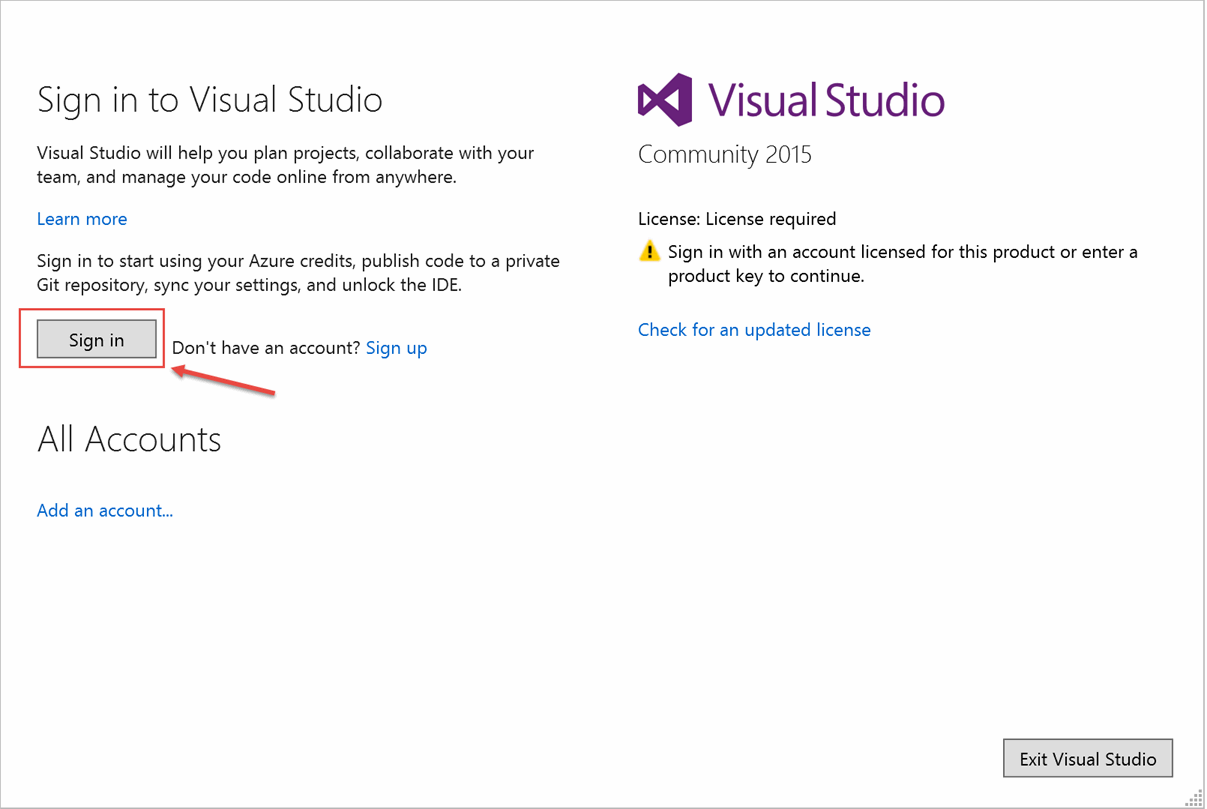 Sign in to Visual Studio
Visual Studio will help you plan projects, collaborate with your
team, and manage your code online from anywhere.
Learn more
Sign in to start using your Azure credits, publish code to a private
Git repository, sync your settings, and unlock the IDE.
Sign in
Don't have an account? Sign up
All Accounts
Add an account...
Visual Studio
Community 2015
License: License required
Sign in with an account licensed for this product or enter a
product key to continue.
Check for an updated license
Exit Visual Studio